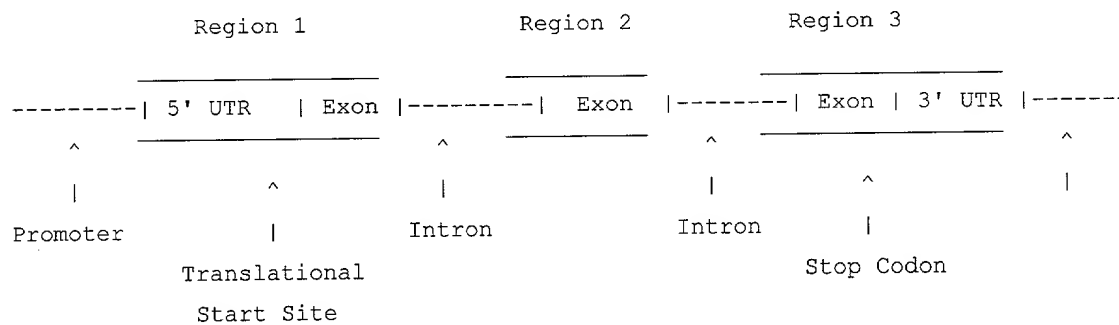 Region 1 Region 2 Region 3
--------| 5' UTR | Exon |---------| Exon |--------| Exon | 3' UTR |------
^ ^ ^ ^
| ^ | | ^ |
Promoter | Intron Intron |
Translational Stop Codon
Start Site